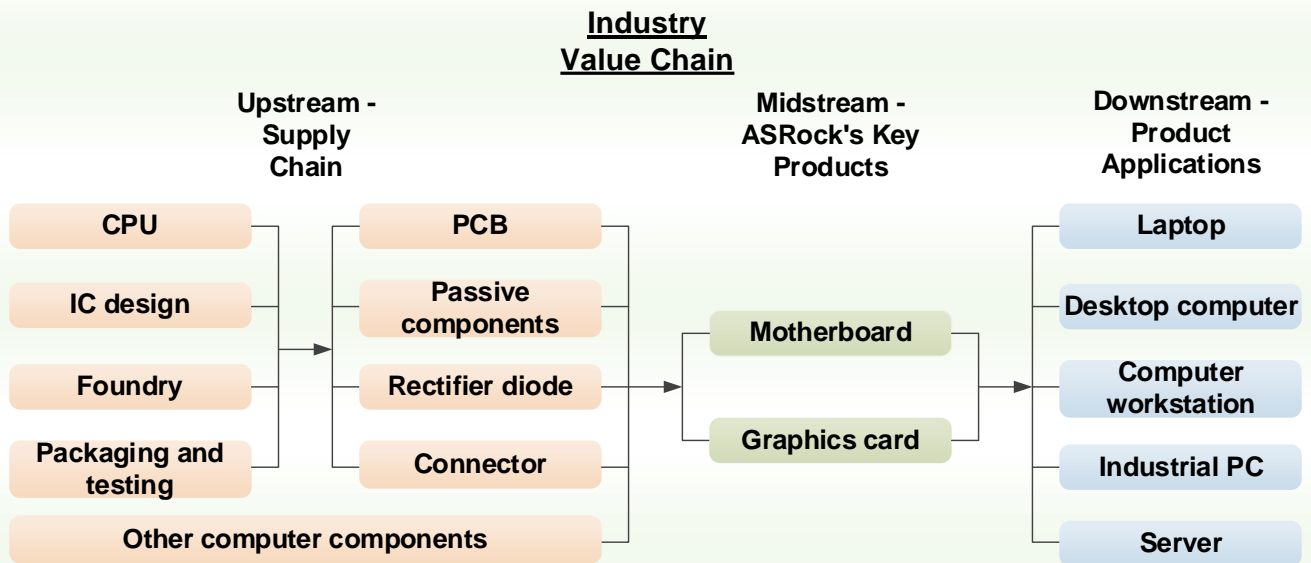 Industry
Value Chain
Upstream -
Supply
Chain
Midstream -
ASRock's Key
Products
Downstream -
Product
Applications
CPU
IC design
Foundry
Packaging and
testing
PCB
Passive
components
Rectifier diode
Connector
Other computer components
Motherboard
Graphics card
Laptop
Desktop computer
Computer
workstation
Industrial PC
Server